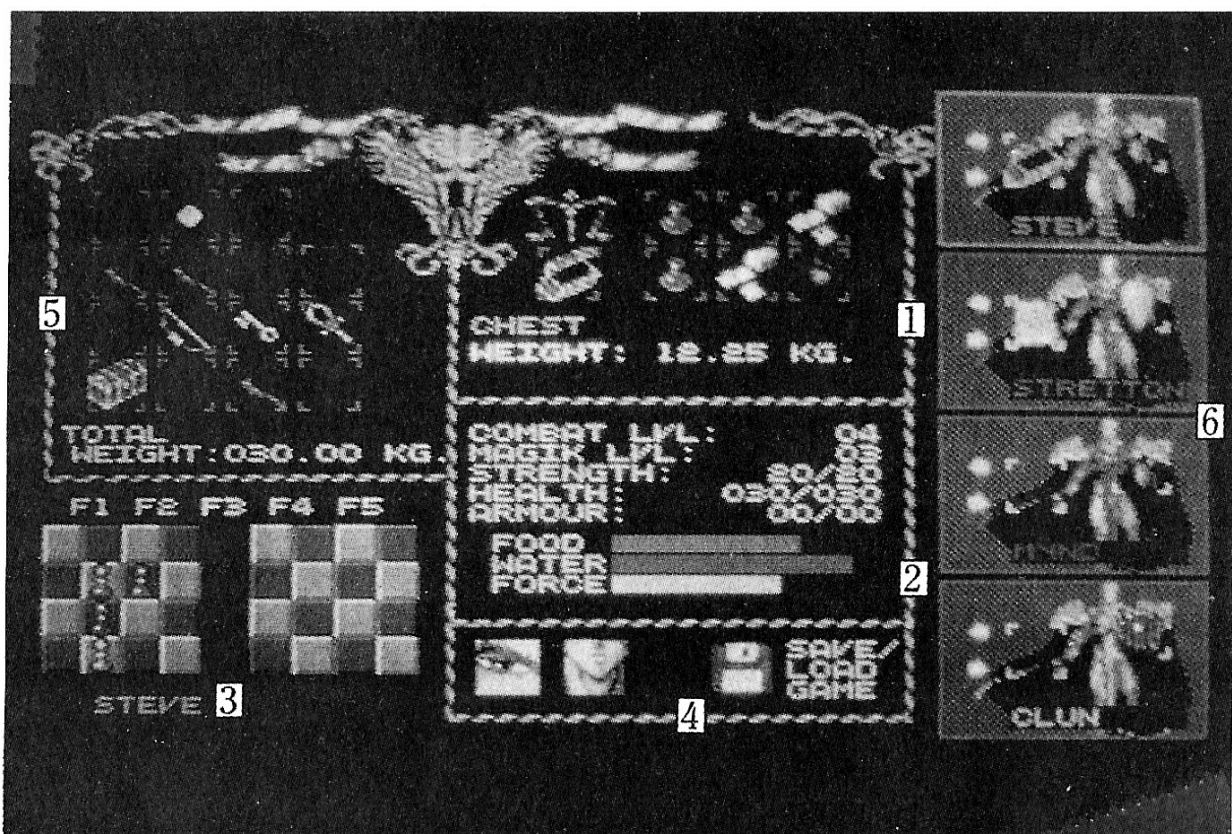 STEVE
STRETTON
CLUN
CHEST
WEIGHT: 12.25 KG.
TOTAL
WEIGHT:030.00 KG.
COMBAT LVL: 04
MAGIK LVL: 03
STRENGTH: 20/20
HEALTH: 030/030
ARMOUR: 00/00
FOOD
WATER
FORCE
F1 F2 F3 F4 F5
STEVE
SAVE/
LOAD
GAME
1
2
3
4
5
6